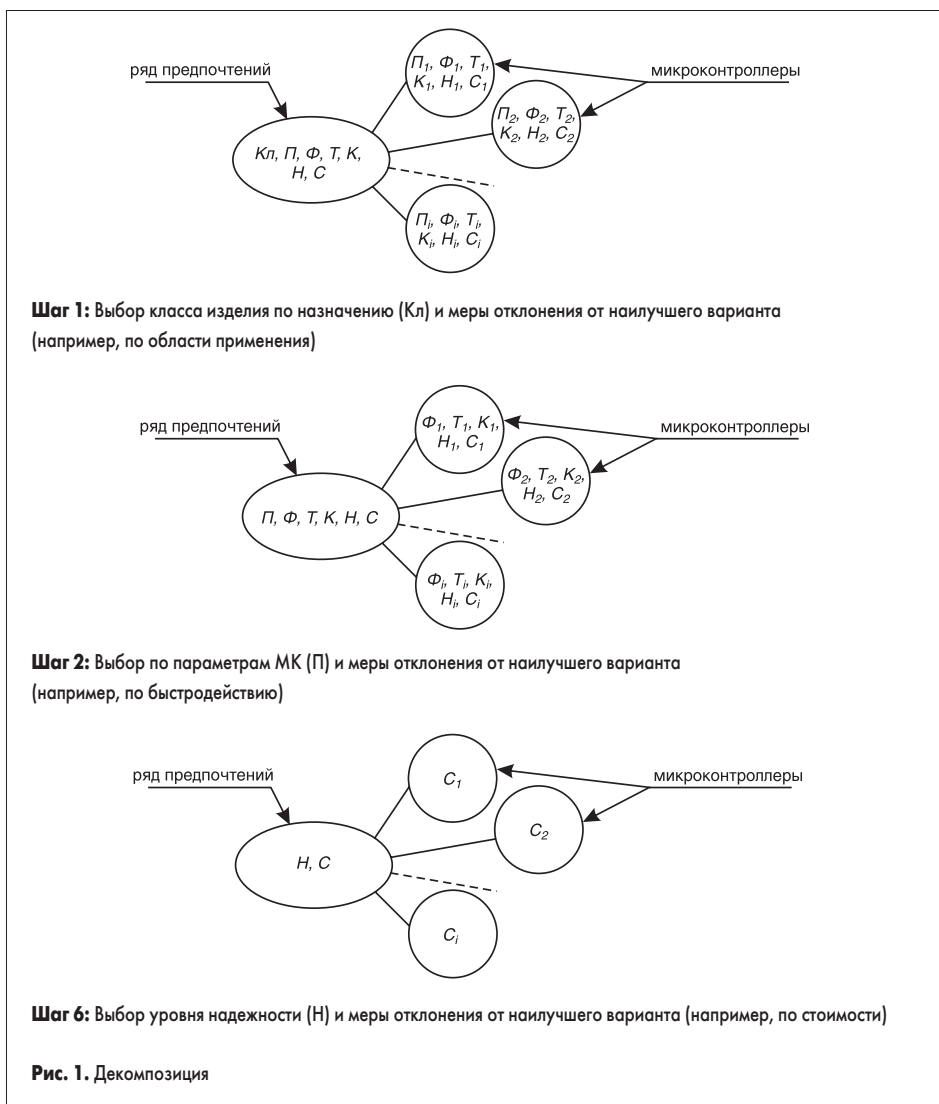 ряд предпочтений
П1, Ф1, Т1,
К1, Н1, С1
микроконтроллеры
П2, Ф2, Т2,
К2, Н2, С2
Кл, П, Ф, Т, К,
Н, С
Пi, Фi, Тi,
Кi, Нi, Сi
Шаг 1: Выбор класса изделия по назначению (Кл) и меры отклонения от наилучшего варианта
(например, по области применения)
ряд предпочтений
Ф1, Т1, К1,
Н1, С1
микроконтроллеры
Ф2, Т2, К2,
Н2, С2
П, Ф, Т, К, Н, С
Фi, Тi, Кi,
Нi, Сi
Шаг 2: Выбор по параметрам МК (П) и меры отклонения от наилучшего варианта
(например, по быстродействию)
ряд предпочтений
С1
микроконтроллеры
С2
Н, С
Сi
Шаг 6: Выбор уровня надежности (Н) и меры отклонения от наилучшего варианта (например, по стоимости)
Рис. 1. Декомпозиция